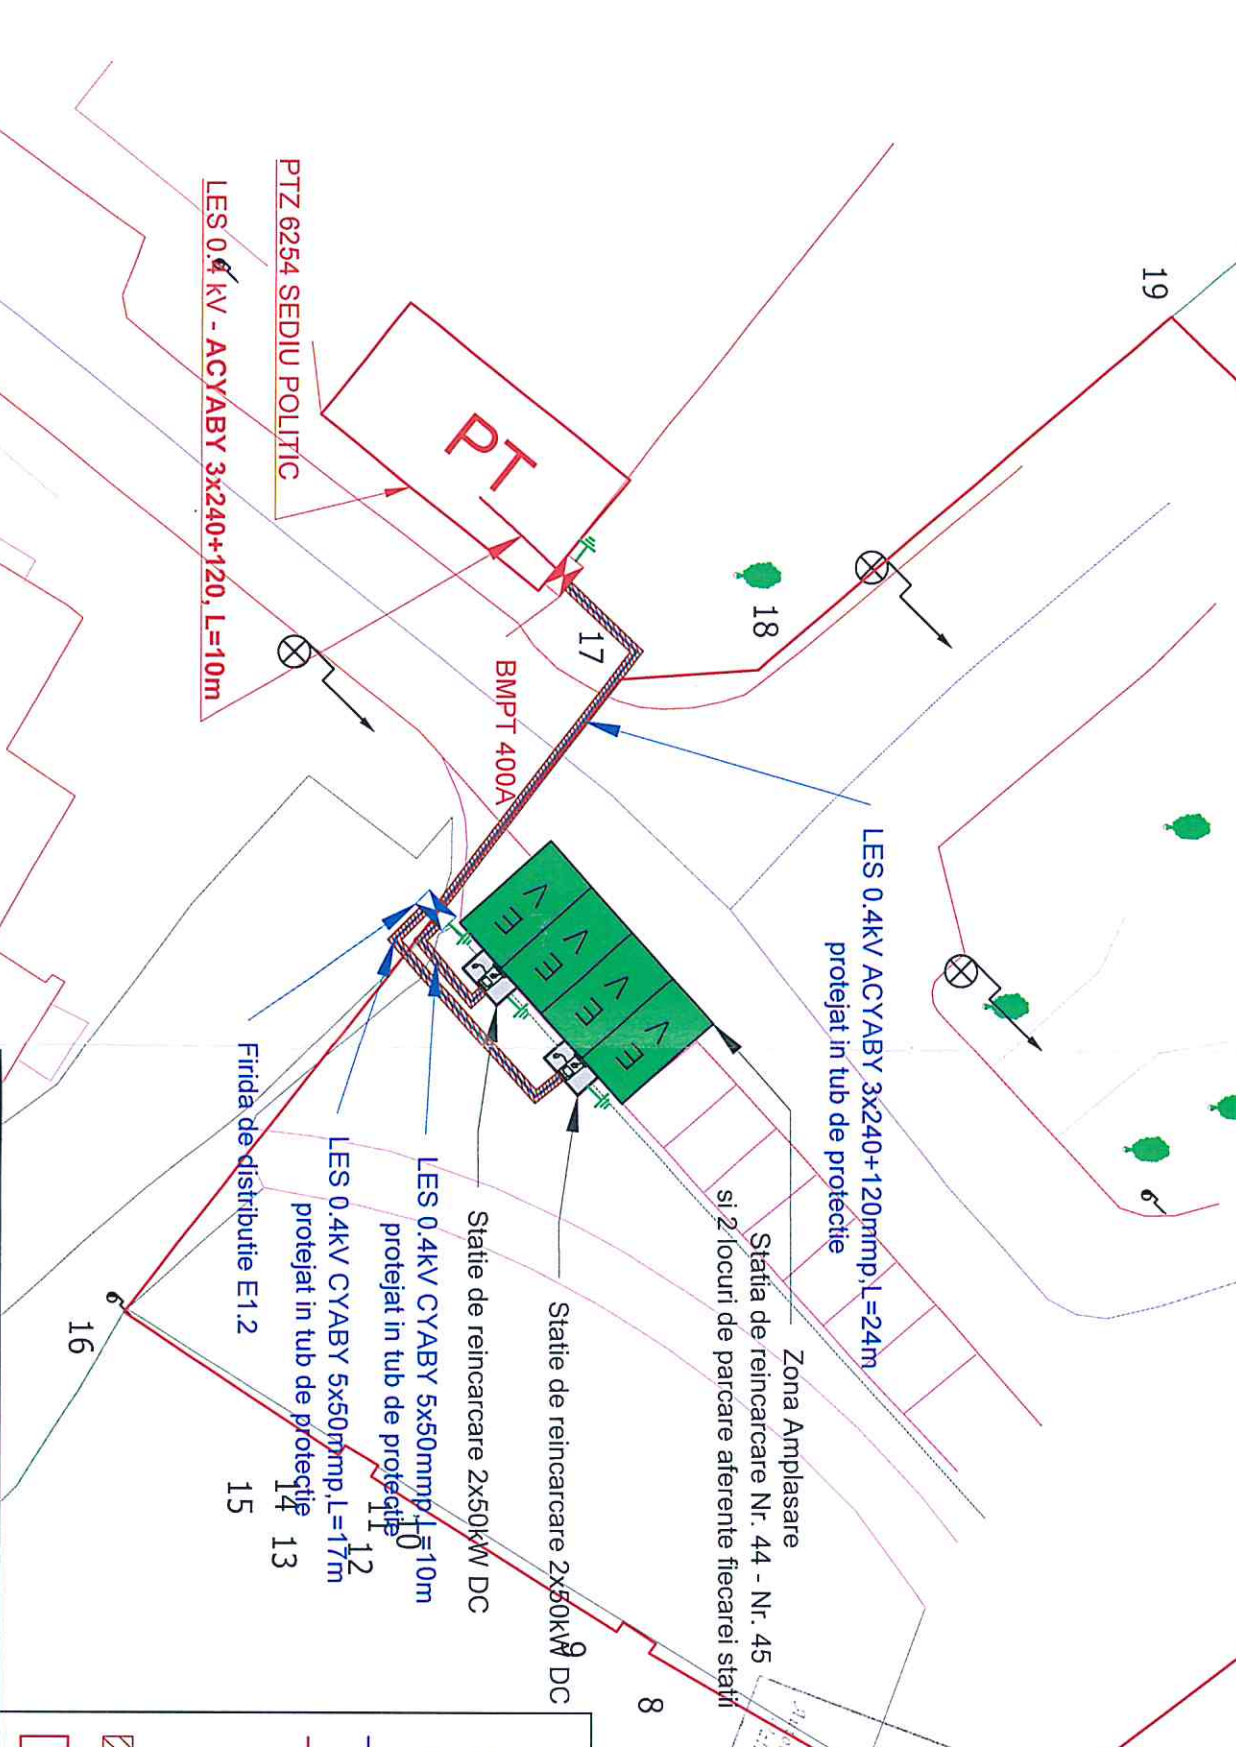 19
18
17
PT
PTZ 6254 SEDIU POLITIC
LES 0.4 kV - ACYABY 3x240+120, L=10m
BMPT 400A
LES 0.4kV ACYABY 3x240+120mmp,L=24m
protejat in tub de protectie
E V
E V
E V
E V
Zona Amplasare
Statia de reincarcare Nr. 44 - Nr. 45
si 2 locuri de parcare aferente fiecarei statii
Statie de reincarcare 2x50kW DC
Statie de reincarcare 2x50kW DC
LES 0.4kV CYABY 5x50mmp,L=10m
protejat in tub de protectie
LES 0.4kV CYABY 5x50mmp,L=17m
protejat in tub de protectie
Firida de distributie E1.2
16
15
14
13
12
11
10
9
8